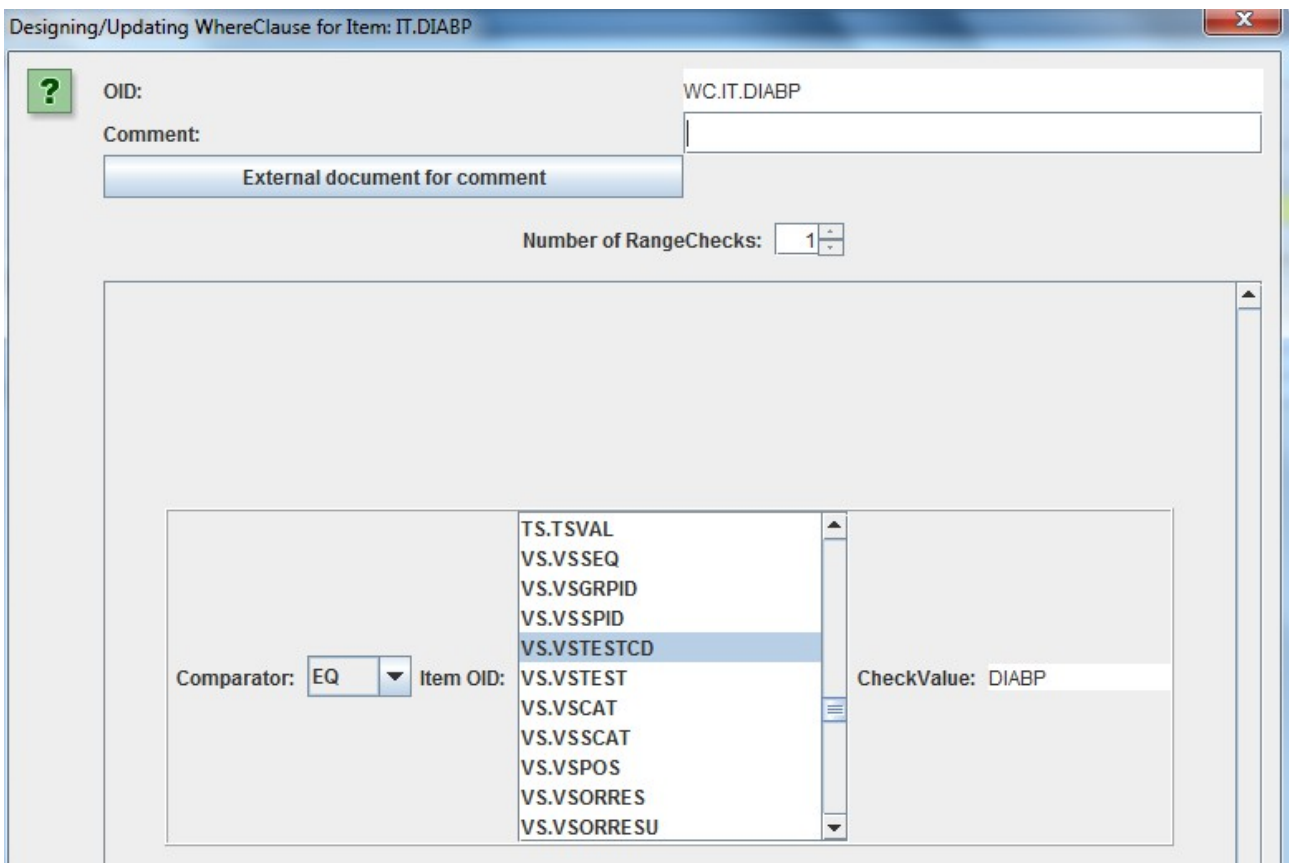 Designing/Updating WhereClause for Item: IT.DIABP
x
?
OID: WC.IT.DIABP
Comment:
External document for comment
Number of RangeChecks: 1
TS.TSVAL
VS.VSSEQ
VS.VSGRPID
VS.VSSPID
VS.VSTESTCD
Comparator: EQ Item OID: VS.VSTEST CheckValue: DIABP
VS.VSCAT
VS.VSSCAT
VS.VSPOS
VS.VSORRES
VS.VSORRESU